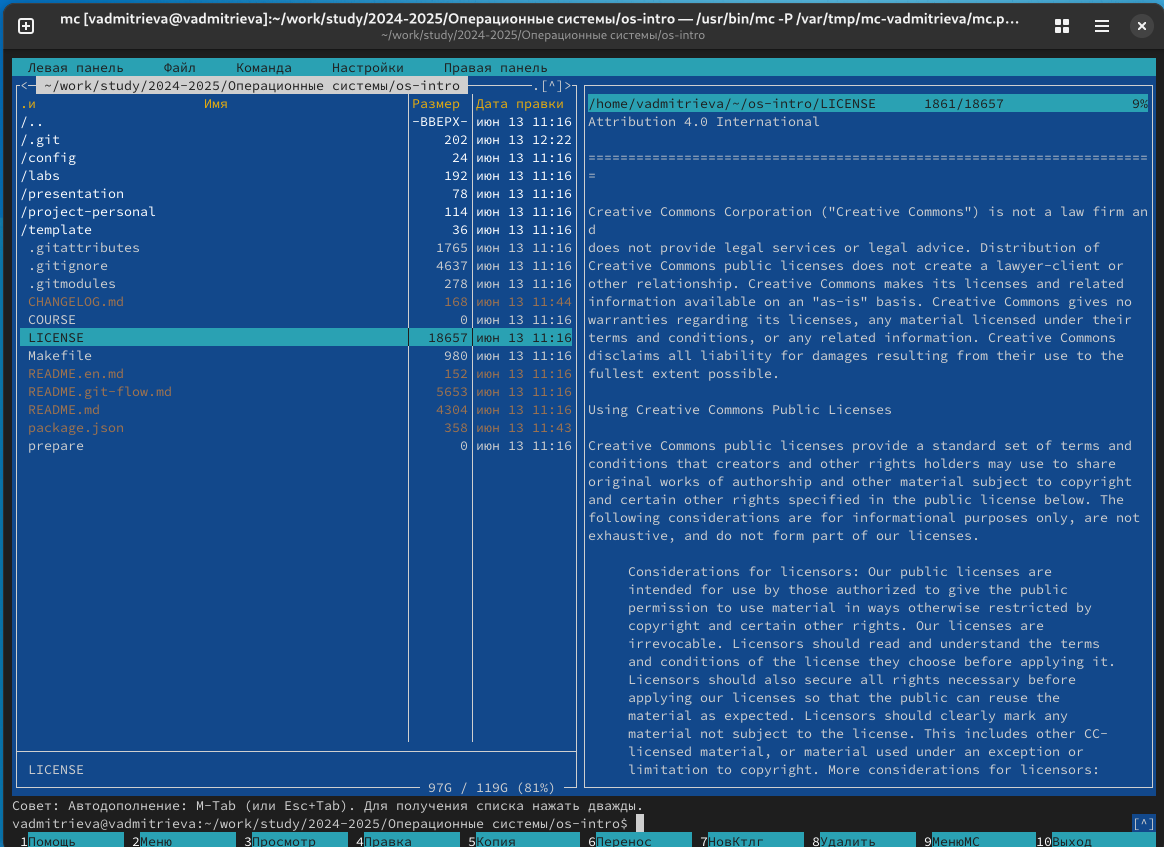 mc [vadmitrieva@vadmitrieva]:~/work/study/2024-2025/Операционные системы/os-intro — /usr/bin/mc -P /var/tmp/mc-vadmitrieva/mc.p…
~/work/study/2024-2025/Операционные системы/os-intro
Левая панель Файл Команда Настройки Правая панель
<— ~/work/study/2024-2025/Операционные системы/os-intro .[^]>
.и Имя Размер Дата правки
/.. -ВВЕРХ- июн 13 11:16
/.git 202 июн 13 12:22
/config 24 июн 13 11:16
/labs 192 июн 13 11:16
/presentation 78 июн 13 11:16
/project-personal 114 июн 13 11:16
/template 36 июн 13 11:16
.gitattributes 1765 июн 13 11:16
.gitignore 4637 июн 13 11:16
.gitmodules 278 июн 13 11:16
CHANGELOG.md 168 июн 13 11:44
COURSE 0 июн 13 11:16
LICENSE 18657 июн 13 11:16
Makefile 980 июн 13 11:16
README.en.md 152 июн 13 11:16
README.git-flow.md 5653 июн 13 11:16
README.md 4304 июн 13 11:16
package.json 358 июн 13 11:43
prepare 0 июн 13 11:16
LICENSE
97G / 119G (81%)
/home/vadmitrieva/~/os-intro/LICENSE 1861/18657 9%
Attribution 4.0 International
======================================================================
=
Creative Commons Corporation ("Creative Commons") is not a law firm an
d
does not provide legal services or legal advice. Distribution of
Creative Commons public licenses does not create a lawyer-client or
other relationship. Creative Commons makes its licenses and related
information available on an "as-is" basis. Creative Commons gives no
warranties regarding its licenses, any material licensed under their
terms and conditions, or any related information. Creative Commons
disclaims all liability for damages resulting from their use to the
fullest extent possible.
Using Creative Commons Public Licenses
Creative Commons public licenses provide a standard set of terms and
conditions that creators and other rights holders may use to share
original works of authorship and other material subject to copyright
and certain other rights specified in the public license below. The
following considerations are for informational purposes only, are not
exhaustive, and do not form part of our licenses.
Considerations for licensors: Our public licenses are
intended for use by those authorized to give the public
permission to use material in ways otherwise restricted by
copyright and certain other rights. Our licenses are
irrevocable. Licensors should read and understand the terms
and conditions of the license they choose before applying it.
Licensors should also secure all rights necessary before
applying our licenses so that the public can reuse the
material as expected. Licensors should clearly mark any
material not subject to the license. This includes other CC-
licensed material, or material used under an exception or
limitation to copyright. More considerations for licensors:
Совет: Автодополнение: M-Tab (или Esc+Tab). Для получения списка нажать дважды.
vadmitrieva@vadmitrieva:~/work/study/2024-2025/Операционные системы/os-intro$ [^]
1Помощь 2Меню 3Просмотр 4Правка 5Копия 6Перенос 7НовКтлг 8Удалить 9МенюMC 10Выход